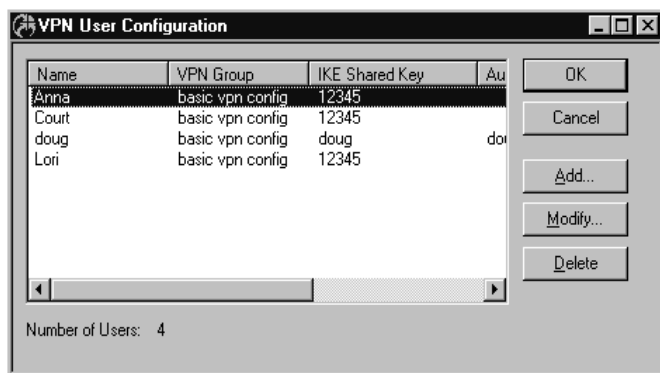 VPN User Configuration
Name VPN Group IKE Shared Key Au
Anna basic vpn config 12345
Court basic vpn config 12345
doug basic vpn config doug do
Lori basic vpn config 12345
OK
Cancel
Add...
Modify...
Delete
Number of Users: 4